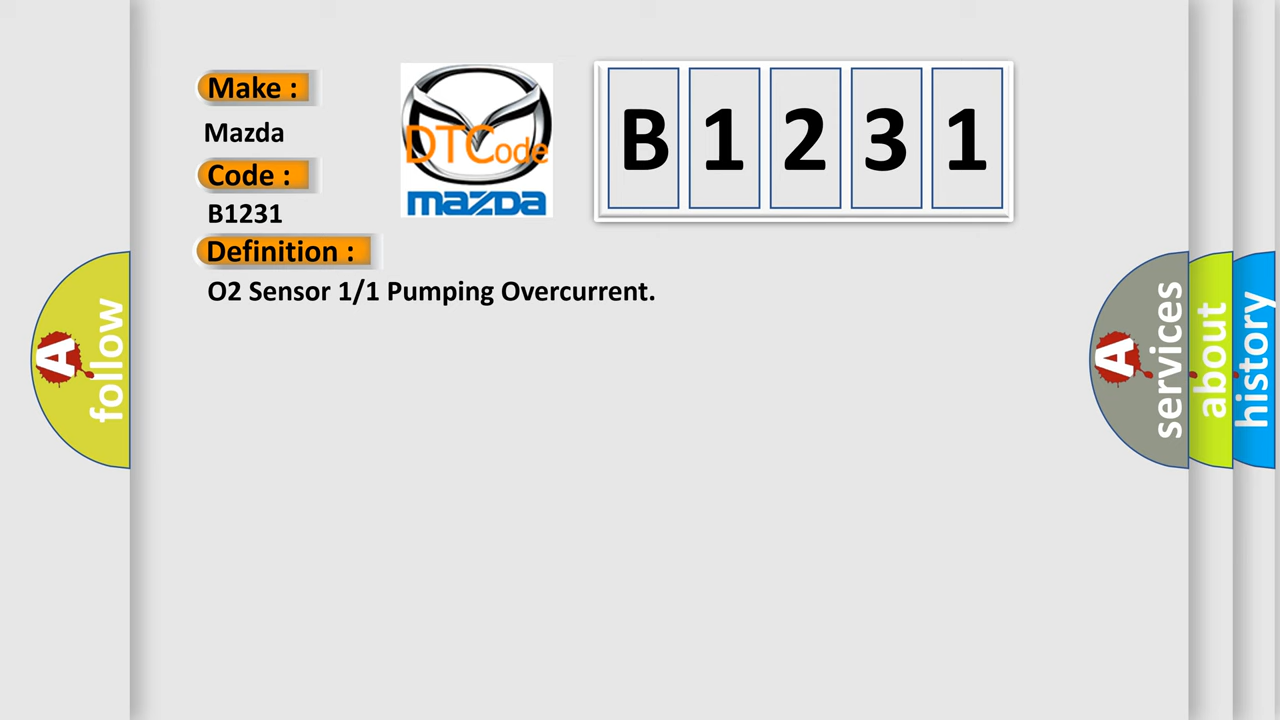 Make :
Mazda
Code :
B1231
Definition :
O2 Sensor 1/1 Pumping Overcurrent.
DTCode
mazda
B 1 2 3 1
A follow
A services
about
history